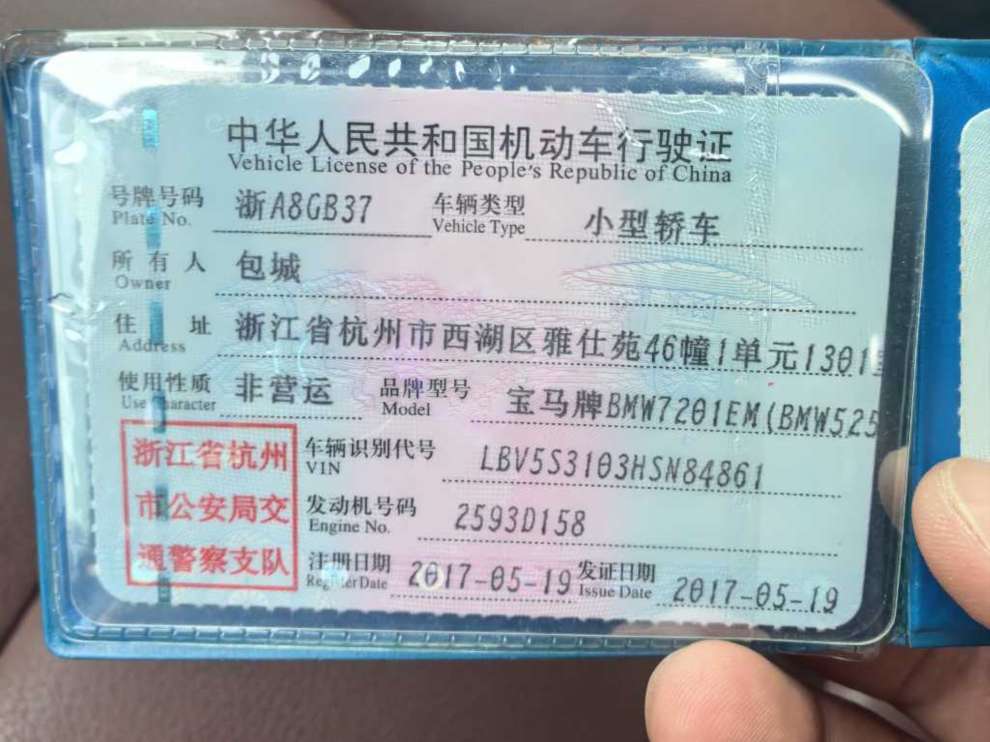 中华人民共和国机动车行驶证
Vehicle License of the People's Republic of China
号牌号码 浙A8GB37 车辆类型 小型轿车
Plate No. Vehicle Type
所有人 包城
Owner
住址 浙江省杭州市西湖区雅仕苑46幢1单元1301
Address
使用性质 非营运 品牌型号 宝马牌BMW7201EM(BMW525
Use Character Model
浙江省杭州
市公安局交
通警察支队
车辆识别代号 LBV5S3103HSN84861
VIN
发动机号码 2593D158
Engine No.
注册日期 2017-05-19 发证日期 2017-05-19
Register Date Issue Date